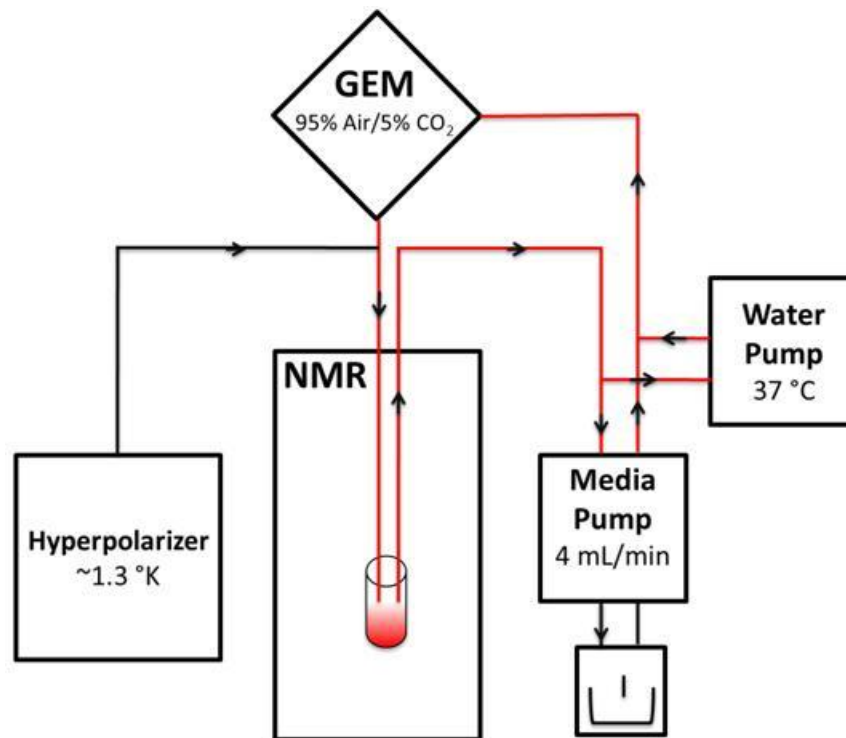 GEM
95% Air/5% CO₂
NMR
Water
Pump
37 °C
Hyperpolarizer
~1.3 °K
Media
Pump
4 mL/min